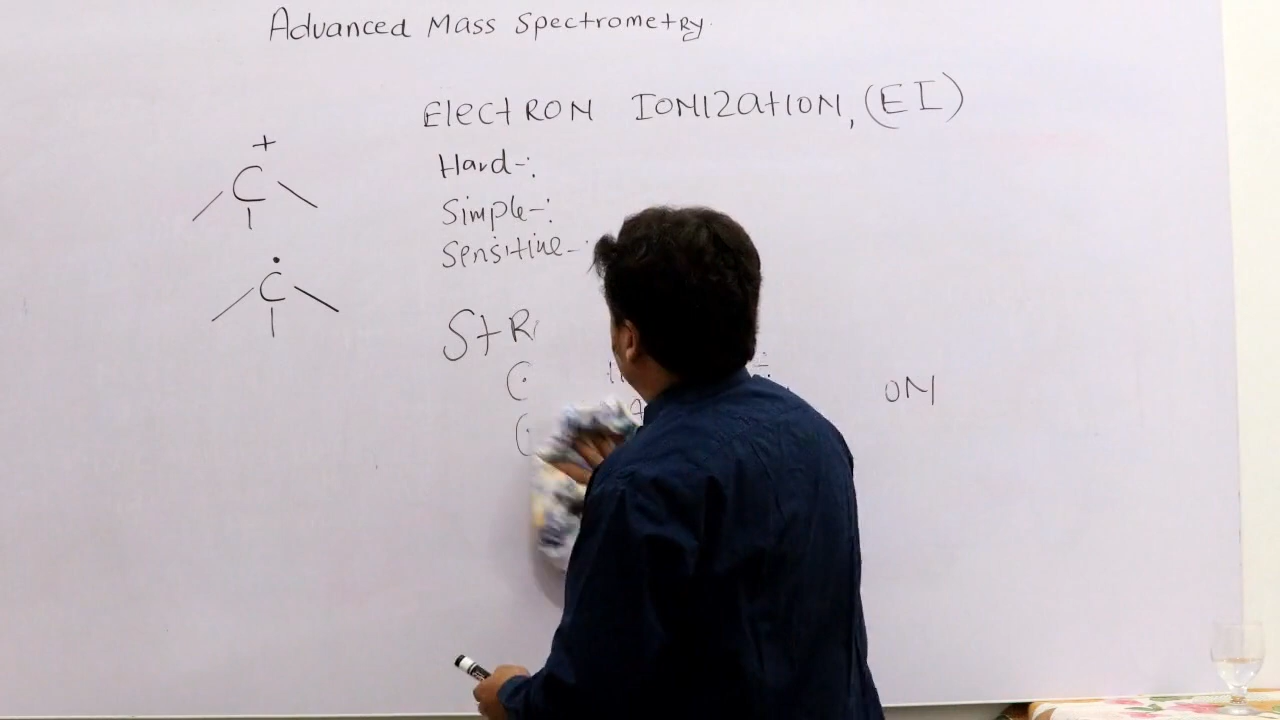 Advanced Mass Spectrometry.
Electron Ionization, (EI)
+
C
Hard-:
Simple-:
Sensitive-:
C
StR
(.
(.
on